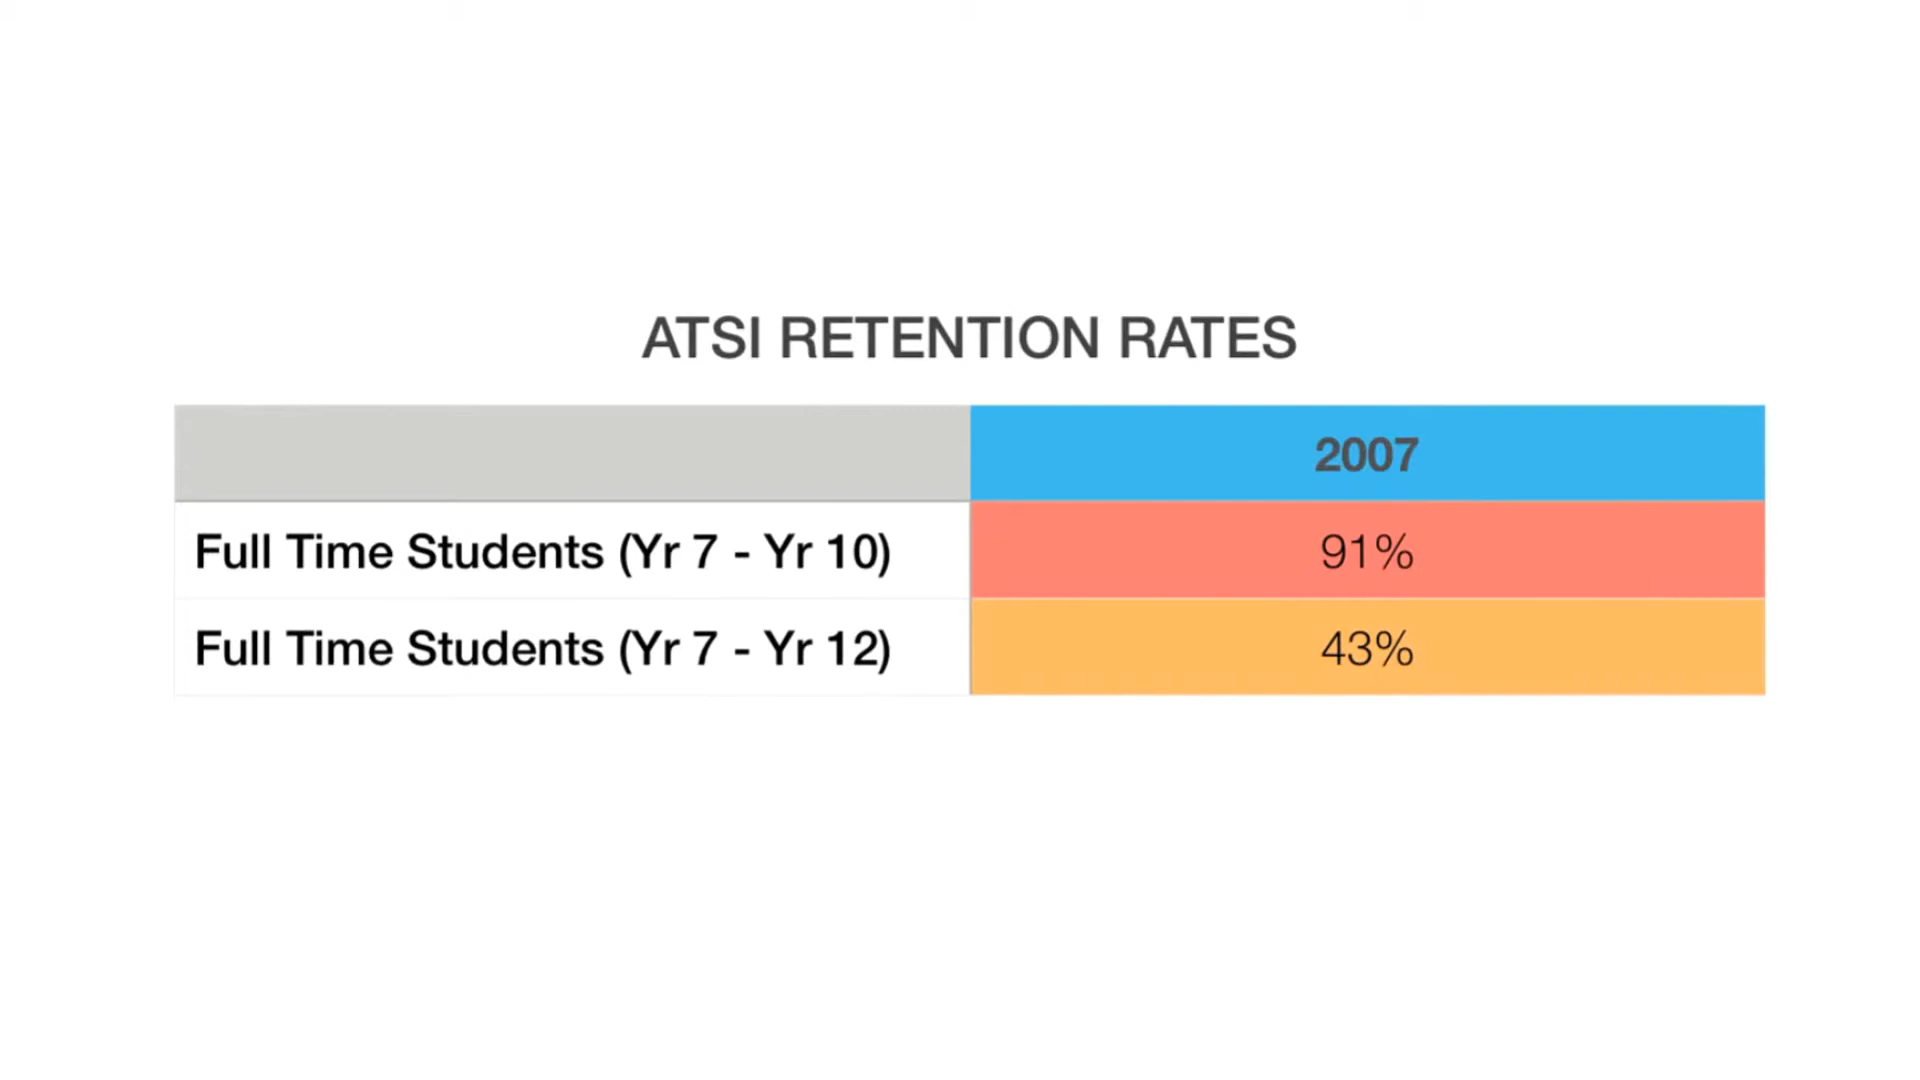 ATSI RETENTION RATES
2007
Full Time Students (Yr 7 - Yr 10) 91%
Full Time Students (Yr 7 - Yr 12) 43%